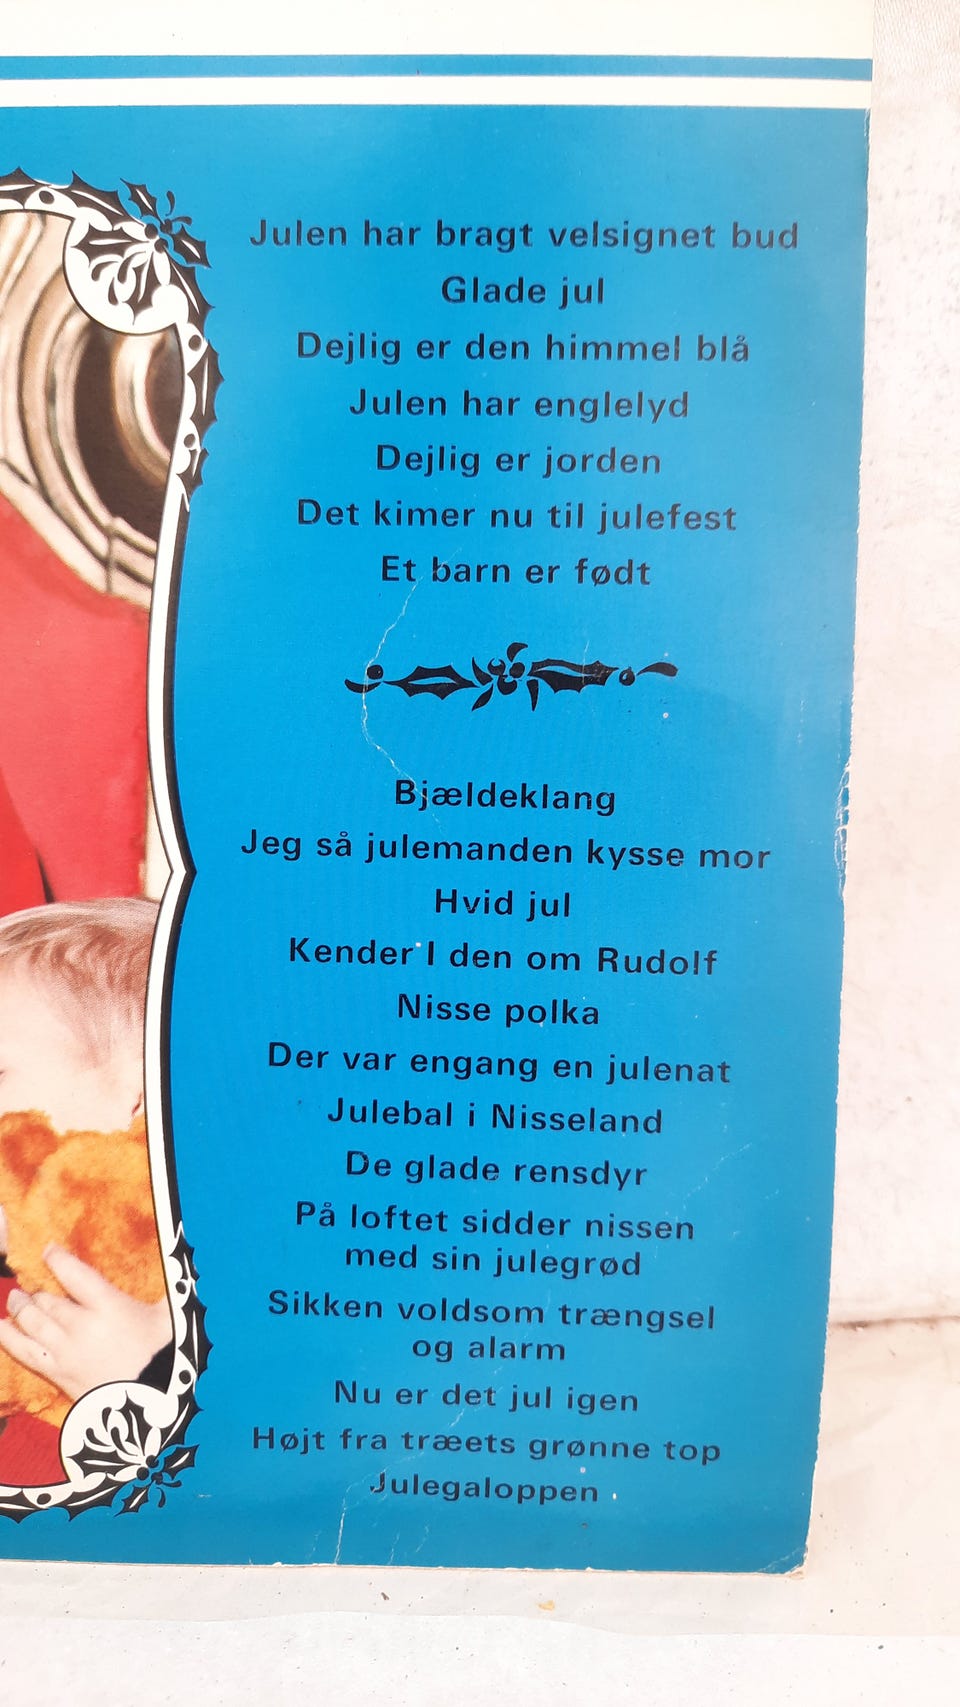 Julen har bragt velsignet bud
Glade jul
Dejlig er den himmel blå
Julen har englelyd
Dejlig er jorden
Det kimer nu til julefest
Et barn er født
Bjældeklang
Jeg så julemanden kysse mor
Hvid jul
Kender I den om Rudolf
Nisse polka
Der var engang en julenat
Julebal i Nisseland
De glade rensdyr
På loftet sidder nissen
med sin julegrød
Sikken voldsom trængsel
og alarm
Nu er det jul igen
Højt fra træets grønne top
Julegaloppen